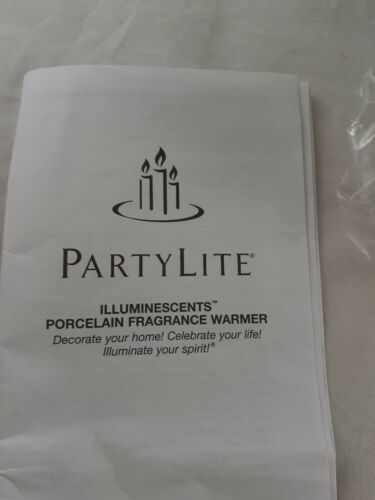 PARTYLITE®
ILLUMINESCENTS™
PORCELAIN FRAGRANCE WARMER
Decorate your home! Celebrate your life!
Illuminate your spirit!®